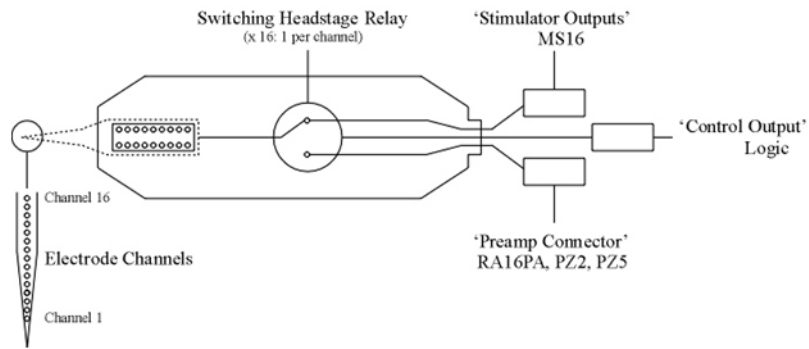 Switching Headstage Relay
(x 16: 1 per channel)
‘Stimulator Outputs’
MS16
‘Control Output’
Logic
Channel 16
Electrode Channels
Channel 1
‘Preamp Connector’
RA16PA, PZ2, PZ5